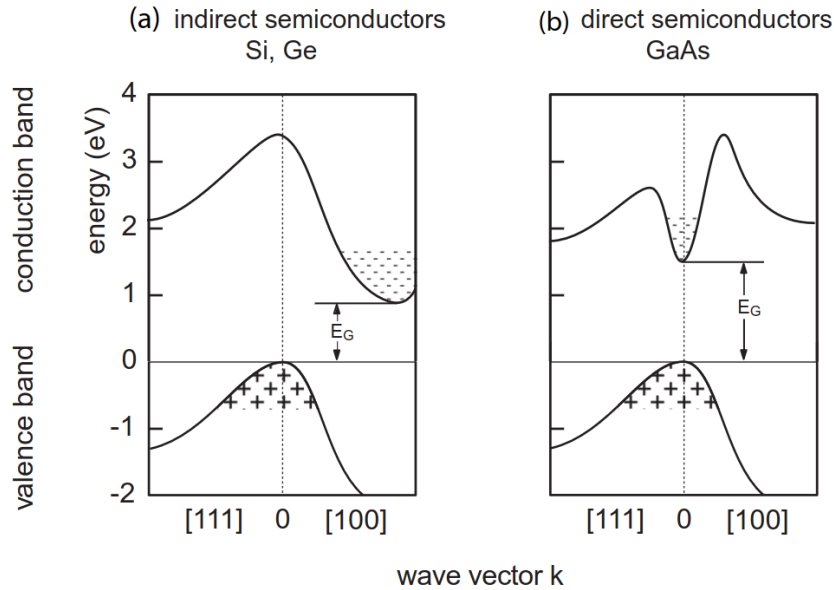 (a) indirect semiconductors
Si, Ge
(b) direct semiconductors
GaAs
conduction band
valence band
energy (eV)
4
3
2
1
0
-1
-2
E_G
E_G
[111] 0 [100]
[111] 0 [100]
wave vector k